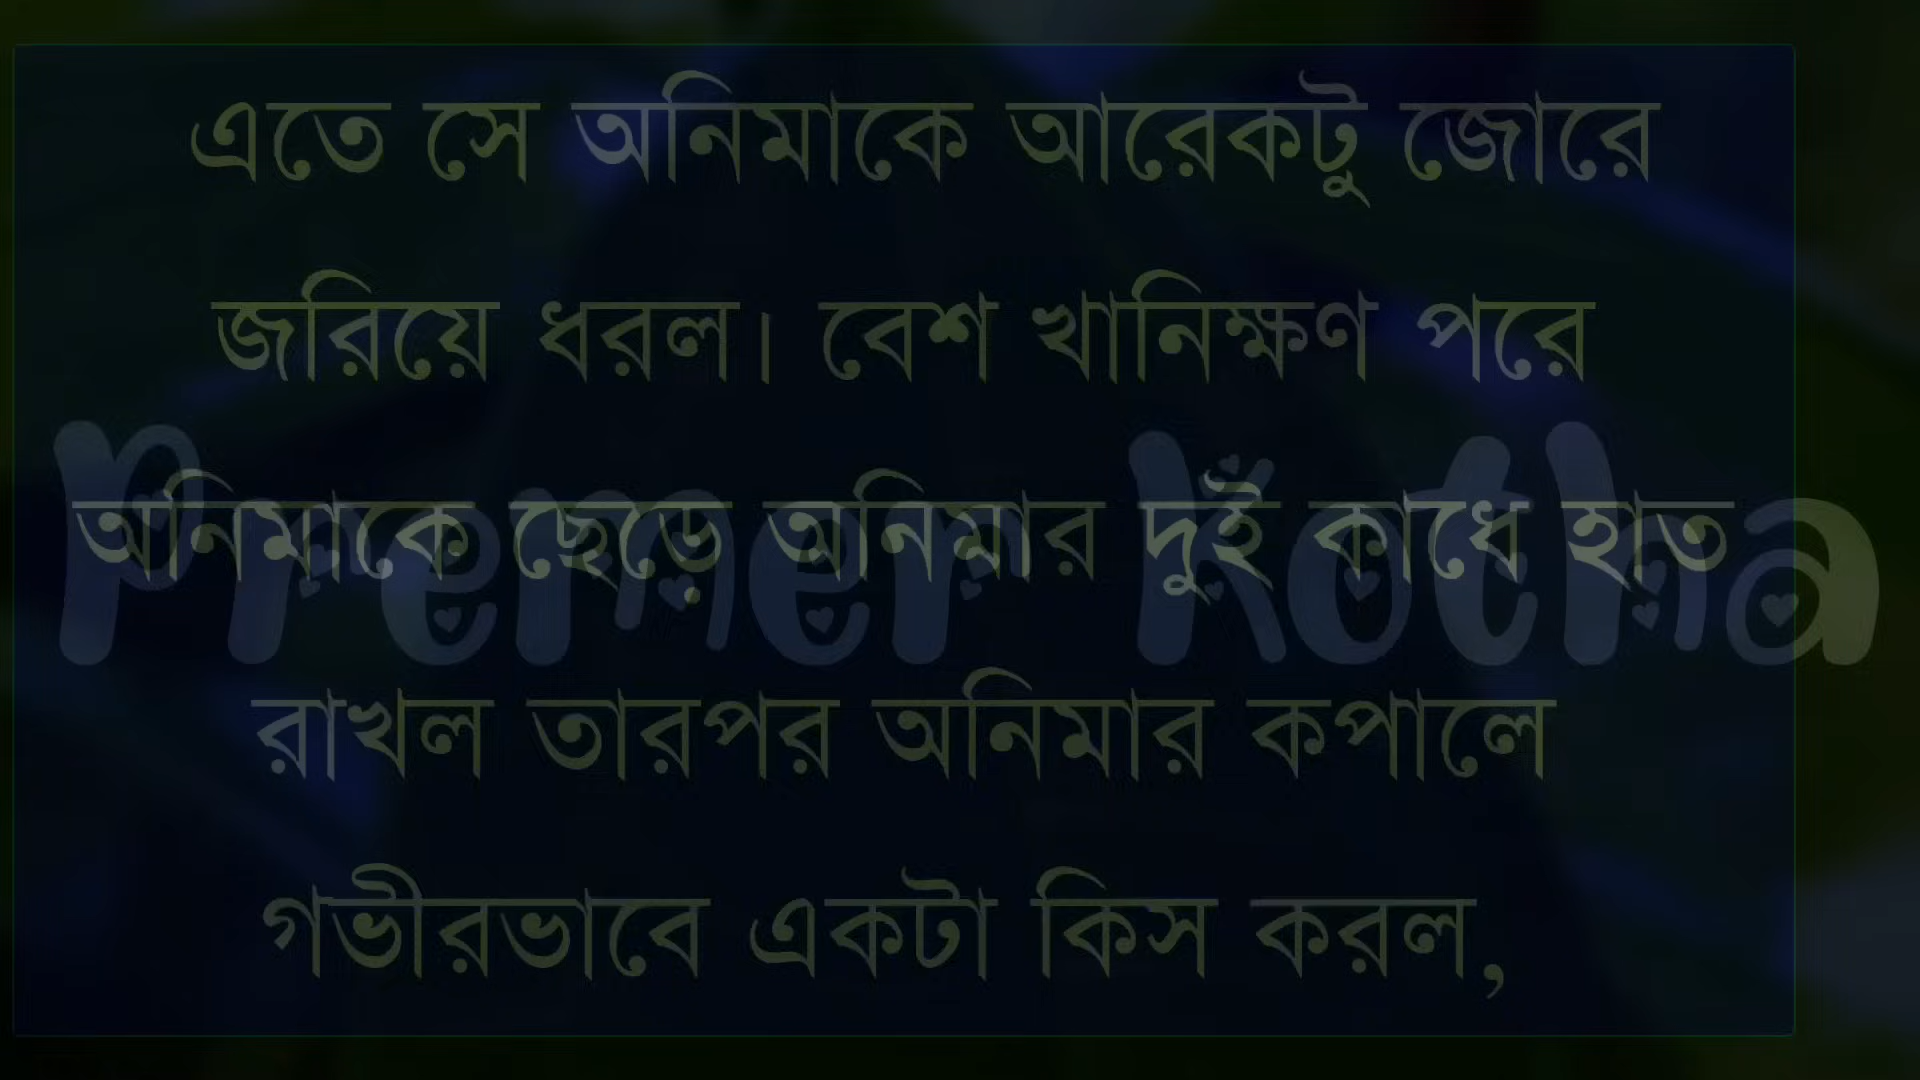 এতে সে অনিমাকে আরেকটু জোরে
জরিয়ে ধরল। বেশ খানিক্ষণ পরে
অনিমাকে ছেড়ে অনিমার দুইঁ কাধে হাত
রাখল তারপর অনিমার কপালে
গভীরভাবে একটা কিস করল,
Premer kotha